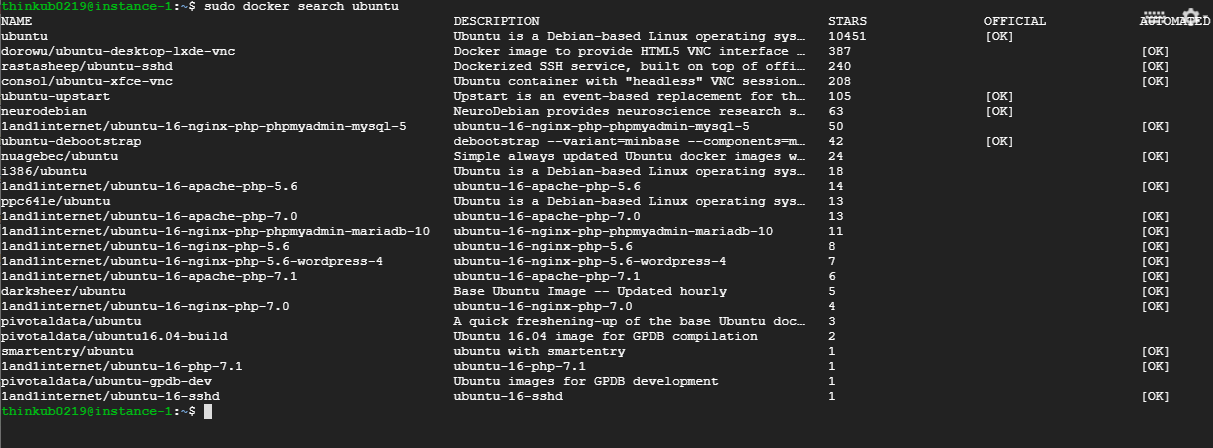 thinkub0219@instance-1:~$ sudo docker search ubuntu
NAME DESCRIPTION STARS OFFICIAL AUTOMATED
ubuntu Ubuntu is a Debian-based Linux operating sys… 10451 [OK]
dorowu/ubuntu-desktop-lxde-vnc Docker image to provide HTML5 VNC interface … 387 [OK]
rastasheep/ubuntu-sshd Dockerized SSH service, built on top of offi… 240 [OK]
consol/ubuntu-xfce-vnc Ubuntu container with "headless" VNC session… 208 [OK]
ubuntu-upstart Upstart is an event-based replacement for th… 105 [OK]
neurodebian NeuroDebian provides neuroscience research s… 63 [OK]
1and1internet/ubuntu-16-nginx-php-phpmyadmin-mysql-5 ubuntu-16-nginx-php-phpmyadmin-mysql-5 50 [OK]
ubuntu-debootstrap debootstrap --variant=minbase --components=m… 42 [OK]
nuagebec/ubuntu Simple always updated Ubuntu docker images w… 24 [OK]
i386/ubuntu Ubuntu is a Debian-based Linux operating sys… 18
1and1internet/ubuntu-16-apache-php-5.6 ubuntu-16-apache-php-5.6 14 [OK]
ppc64le/ubuntu Ubuntu is a Debian-based Linux operating sys… 13
1and1internet/ubuntu-16-apache-php-7.0 ubuntu-16-apache-php-7.0 13 [OK]
1and1internet/ubuntu-16-nginx-php-phpmyadmin-mariadb-10 ubuntu-16-nginx-php-phpmyadmin-mariadb-10 11 [OK]
1and1internet/ubuntu-16-nginx-php-5.6 ubuntu-16-nginx-php-5.6 8 [OK]
1and1internet/ubuntu-16-nginx-php-5.6-wordpress-4 ubuntu-16-nginx-php-5.6-wordpress-4 7 [OK]
1and1internet/ubuntu-16-apache-php-7.1 ubuntu-16-apache-php-7.1 6 [OK]
darksheer/ubuntu Base Ubuntu Image -- Updated hourly 5 [OK]
1and1internet/ubuntu-16-nginx-php-7.0 ubuntu-16-nginx-php-7.0 4 [OK]
pivotaldata/ubuntu A quick freshening-up of the base Ubuntu doc… 3
pivotaldata/ubuntu16.04-build Ubuntu 16.04 image for GPDB compilation 2
smartentry/ubuntu ubuntu with smartentry 1 [OK]
1and1internet/ubuntu-16-php-7.1 ubuntu-16-php-7.1 1 [OK]
pivotaldata/ubuntu-gpdb-dev Ubuntu images for GPDB development 1
1and1internet/ubuntu-16-sshd ubuntu-16-sshd 1 [OK]
thinkub0219@instance-1:~$